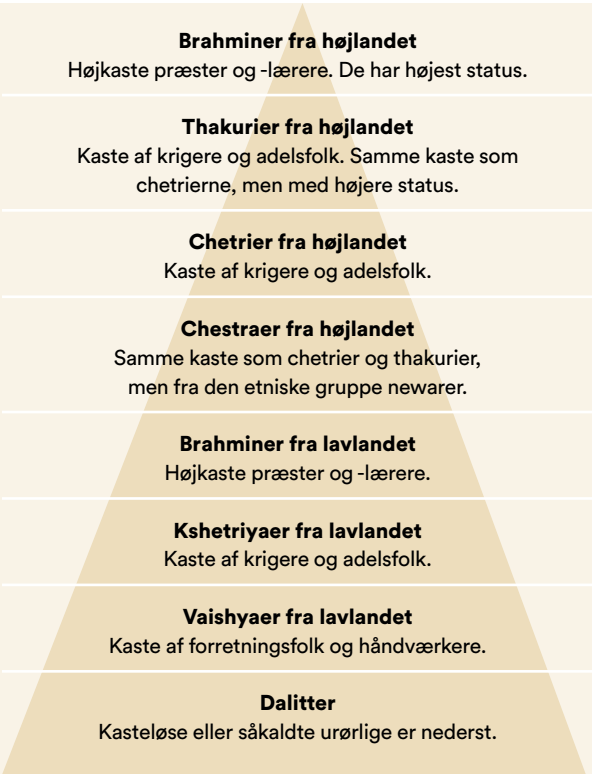 Brahminer fra højlandet
Højkaste præster og -lærere. De har højest status.
Thakurier fra højlandet
Kaste af krigere og adelsfolk. Samme kaste som
chetrierne, men med højere status.
Chetrier fra højlandet
Kaste af krigere og adelsfolk.
Chestraer fra højlandet
Samme kaste som chetrier og thakurier,
men fra den etniske gruppe newarer.
Brahminer fra lavlandet
Højkaste præster og -lærere.
Kshetriyaer fra lavlandet
Kaste af krigere og adelsfolk.
Vaishyaer fra lavlandet
Kaste af forretningsfolk og håndværkere.
Dalitter
Kasteløse eller såkaldte urørlige er nederst.